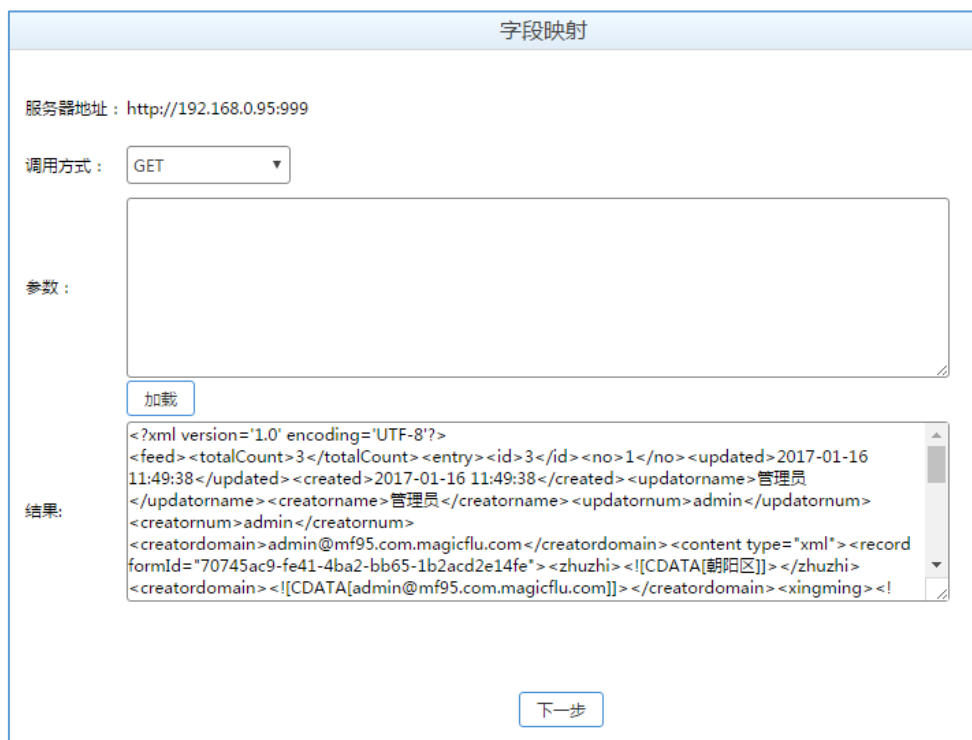 字段映射
服务器地址：http://192.168.0.95:999
调用方式：
GET
参数：
加载
结果:
<?xml version='1.0' encoding='UTF-8'?>
<feed><totalCount>3</totalCount><entry><id>3</id><no>1</no><updated>2017-01-16
11:49:38</updated><created>2017-01-16 11:49:38</created><updatorname>管理员
</updatorname><creatorname>管理员</creatorname><updatornum>admin</updatornum>
<creatornum>admin</creatornum>
<creatordomain>admin@mf95.com.magicflu.com</creatordomain><content type="xml"><record
formId="70745ac9-fe41-4ba2-bb65-1b2acd2e14fe"><zhuzhi><![CDATA[朝阳区]]></zhuzhi>
<creatordomain><![CDATA[admin@mf95.com.magicflu.com]]></creatordomain><xingming><!
下一步